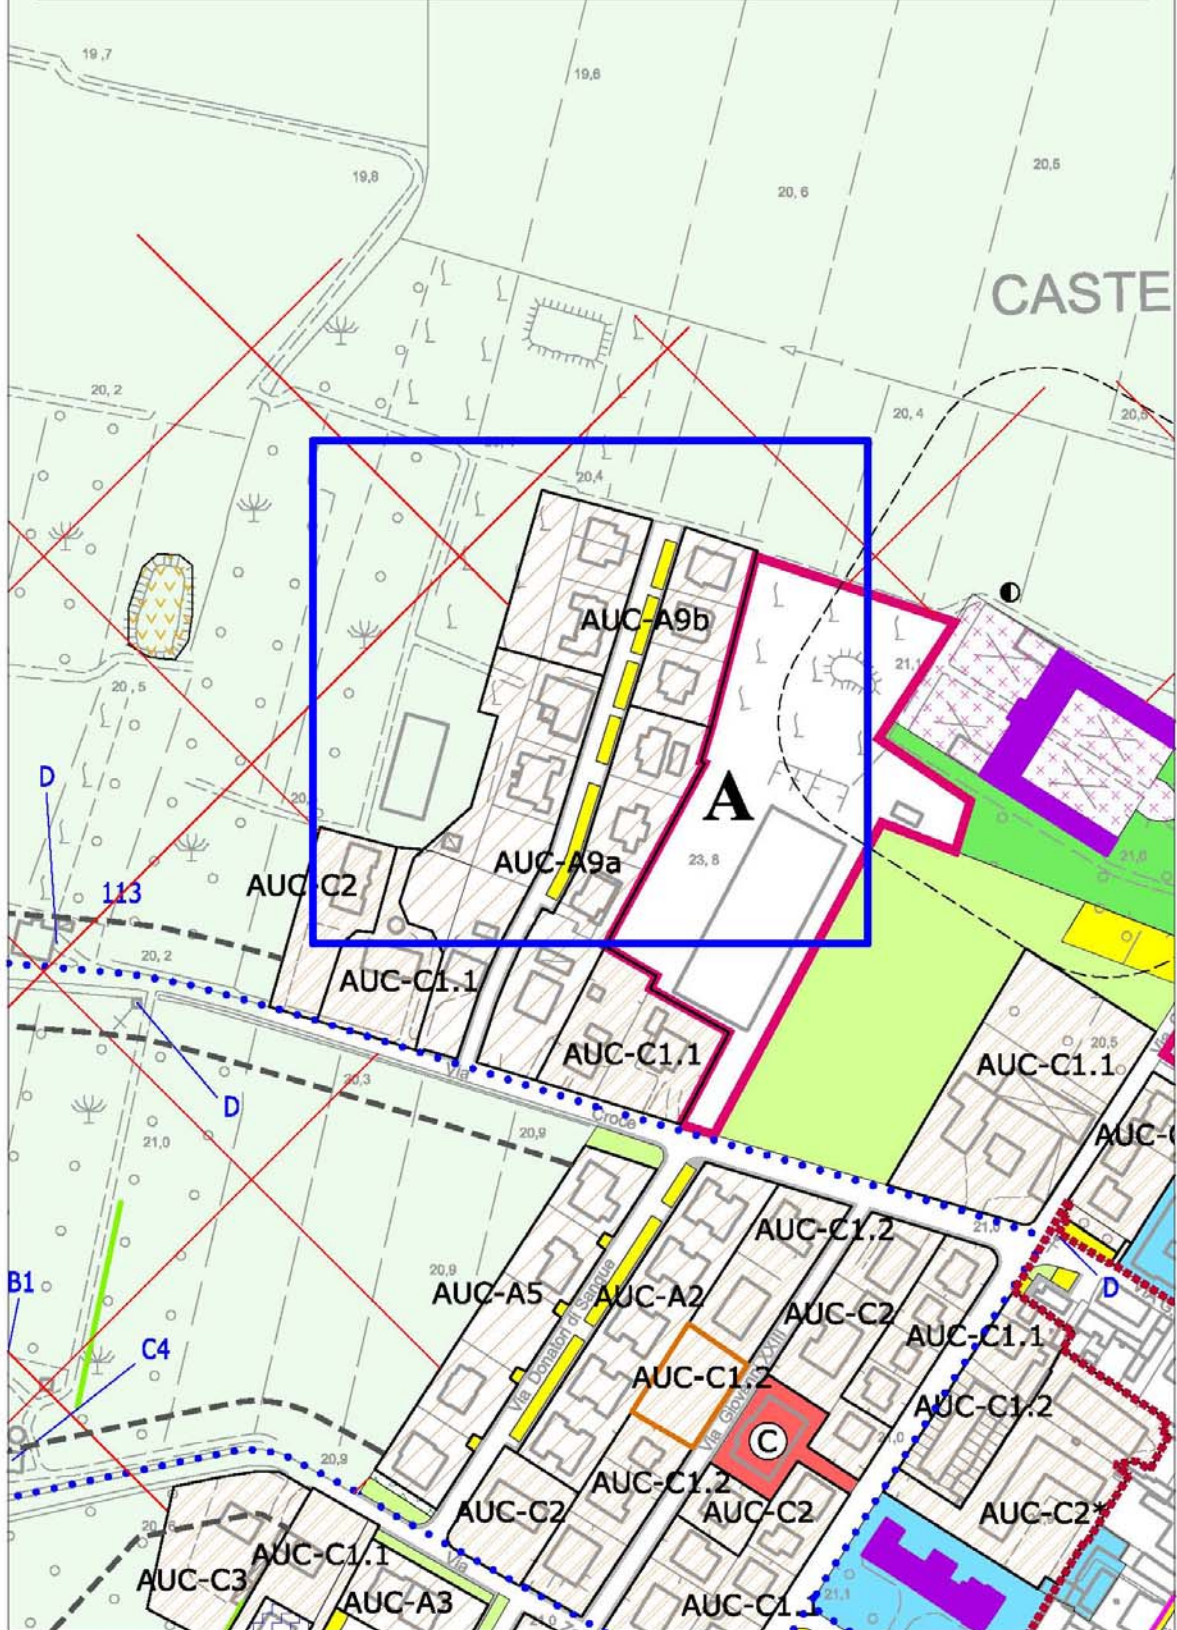 19,7
19,6
20,5
19,8
20,6
CASTE
20, 2
20, 4
20,5
20,4
AUC-A9b
21,1
20,5
D
A
AUC-A9a
23, 8
21,0
AUC-C2
113
20, 2
AUC-C1.1
20,5
AUC-C1.1
AUC-C1.1
Via
20,3
D
Croce
20,9
21,0
AUC-C1.2
21,0
20,9
B1
AUC-A5
AUC-A2
D
AUC-C2
AUC-C1.1
C4
Via Donatori di Sangue
AUC-C1.2
Via Giovanni XXIII
AUC-C1.2
C
21,0
20,9
AUC-C1.2
AUC-C2
AUC-C2
AUC-C2*
AUC-C1.1
Via
AUC-C3
21,1
AUC-A3
AUC-C1.1
21,0